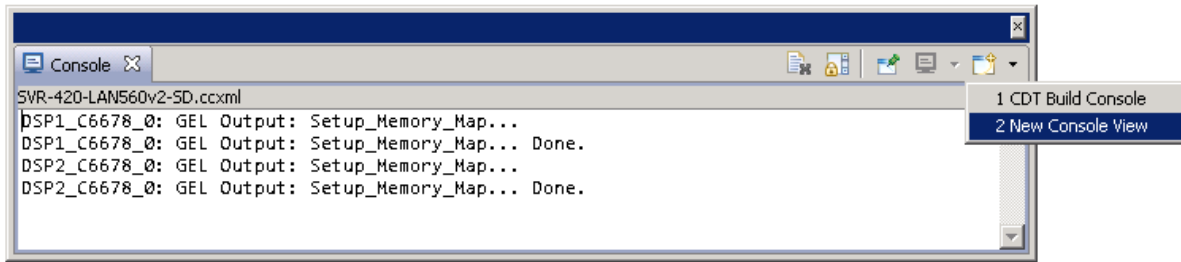 Console
SVR-420-LAN560v2-SD.ccxml
DSP1_C6678_0: GEL Output: Setup_Memory_Map...
DSP1_C6678_0: GEL Output: Setup_Memory_Map... Done.
DSP2_C6678_0: GEL Output: Setup_Memory_Map...
DSP2_C6678_0: GEL Output: Setup_Memory_Map... Done.
1 CDT Build Console
2 New Console View